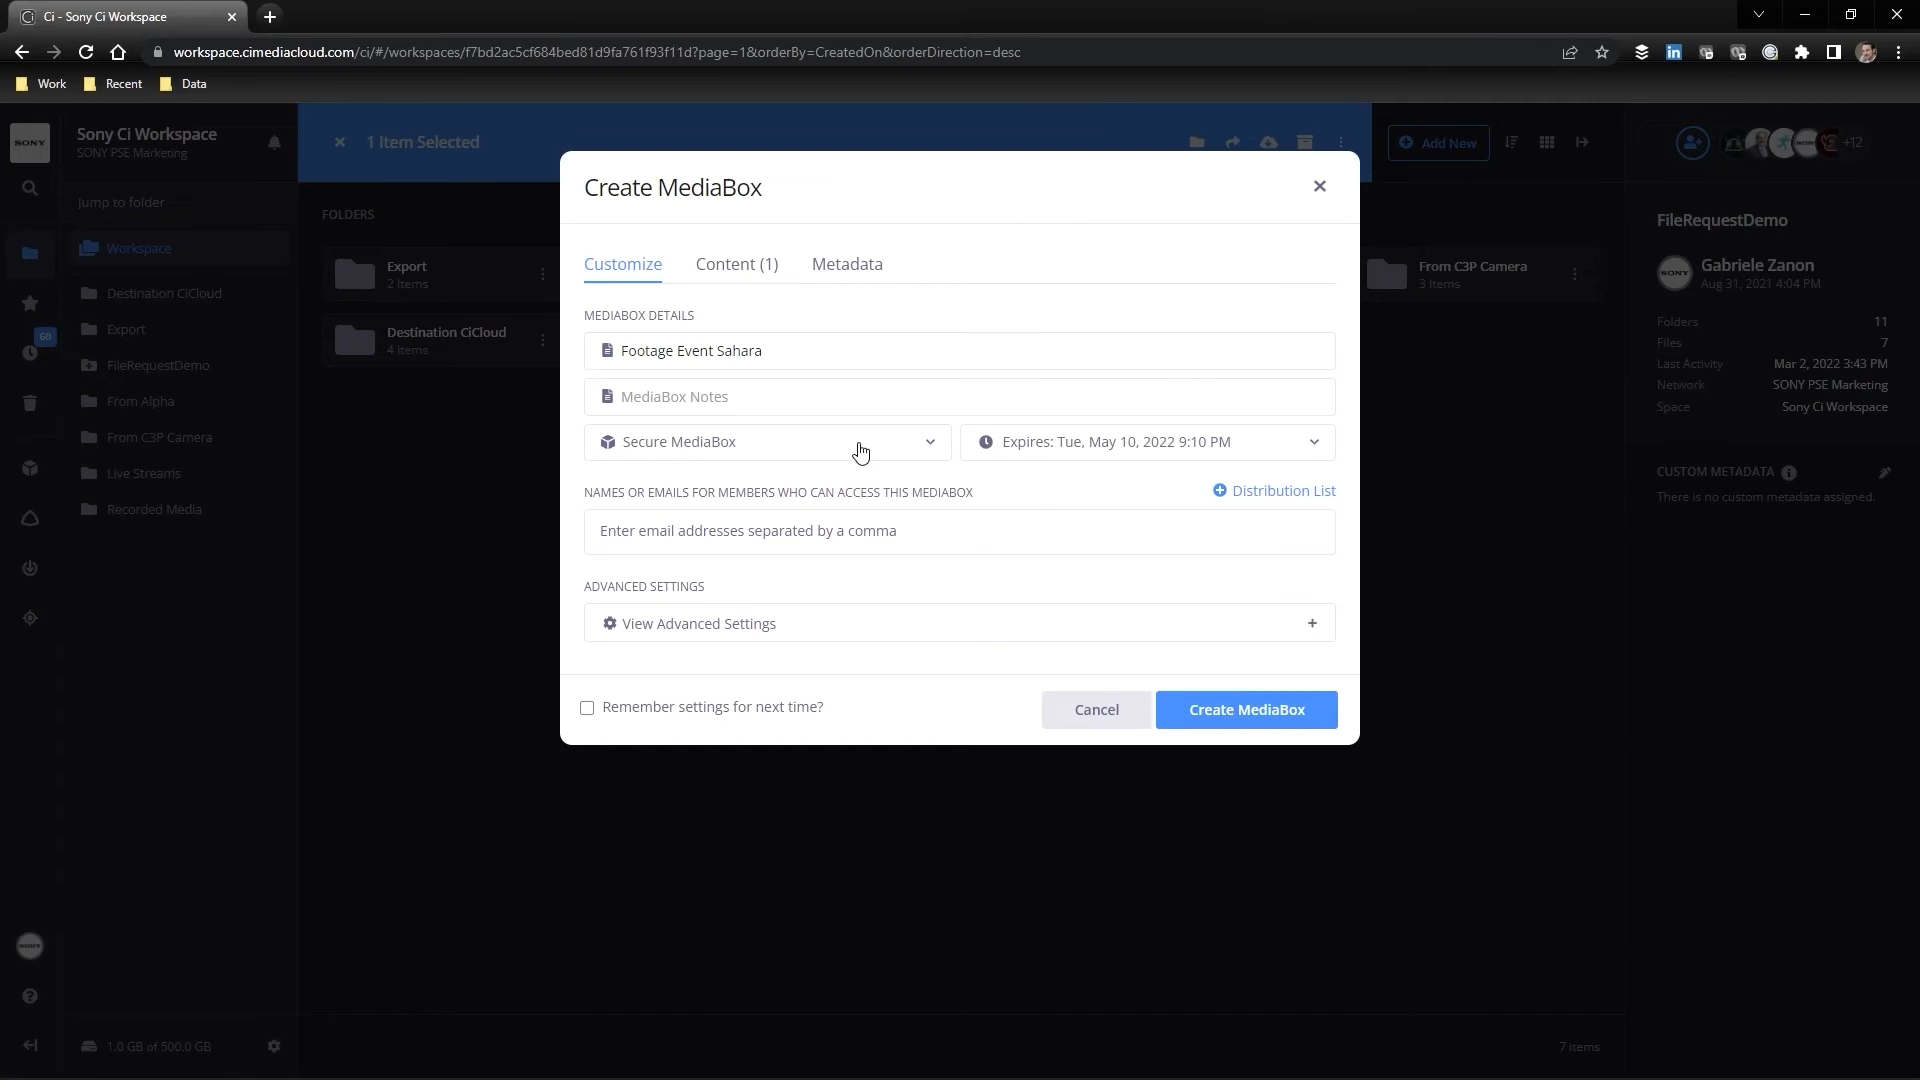 Ci - Sony Ci Workspace
workspace.cimediacloud.com/ci/#/workspaces/f7bd2ac5cf684bed81d9fa761f93f11d?page=1&orderBy=CreatedOn&orderDirection=desc
Work
Recent
Data
SONY
Sony Ci Workspace
SONY PSE Marketing
1 Item Selected
Add New
+12
Jump to folder
Workspace
Destination CiCloud
Export
FileRequestDemo
From Alpha
From C3P Camera
Live Streams
Recorded Media
60
FOLDERS
Export
2 Items
Destination CiCloud
4 Items
From C3P Camera
3 Items
Create MediaBox
Customize
Content (1)
Metadata
MEDIABOX DETAILS
Footage Event Sahara
MediaBox Notes
Secure MediaBox
Expires: Tue, May 10, 2022 9:10 PM
NAMES OR EMAILS FOR MEMBERS WHO CAN ACCESS THIS MEDIABOX
Distribution List
Enter email addresses separated by a comma
ADVANCED SETTINGS
View Advanced Settings
Remember settings for next time?
Cancel
Create MediaBox
FileRequestDemo
SONY
Gabriele Zanon
Aug 31, 2021 4:04 PM
Folders 11
Files 7
Last Activity Mar 2, 2022 3:43 PM
Network SONY PSE Marketing
Space Sony Ci Workspace
CUSTOM METADATA
There is no custom metadata assigned.
SONY
1.0 GB of 500.0 GB
7 items